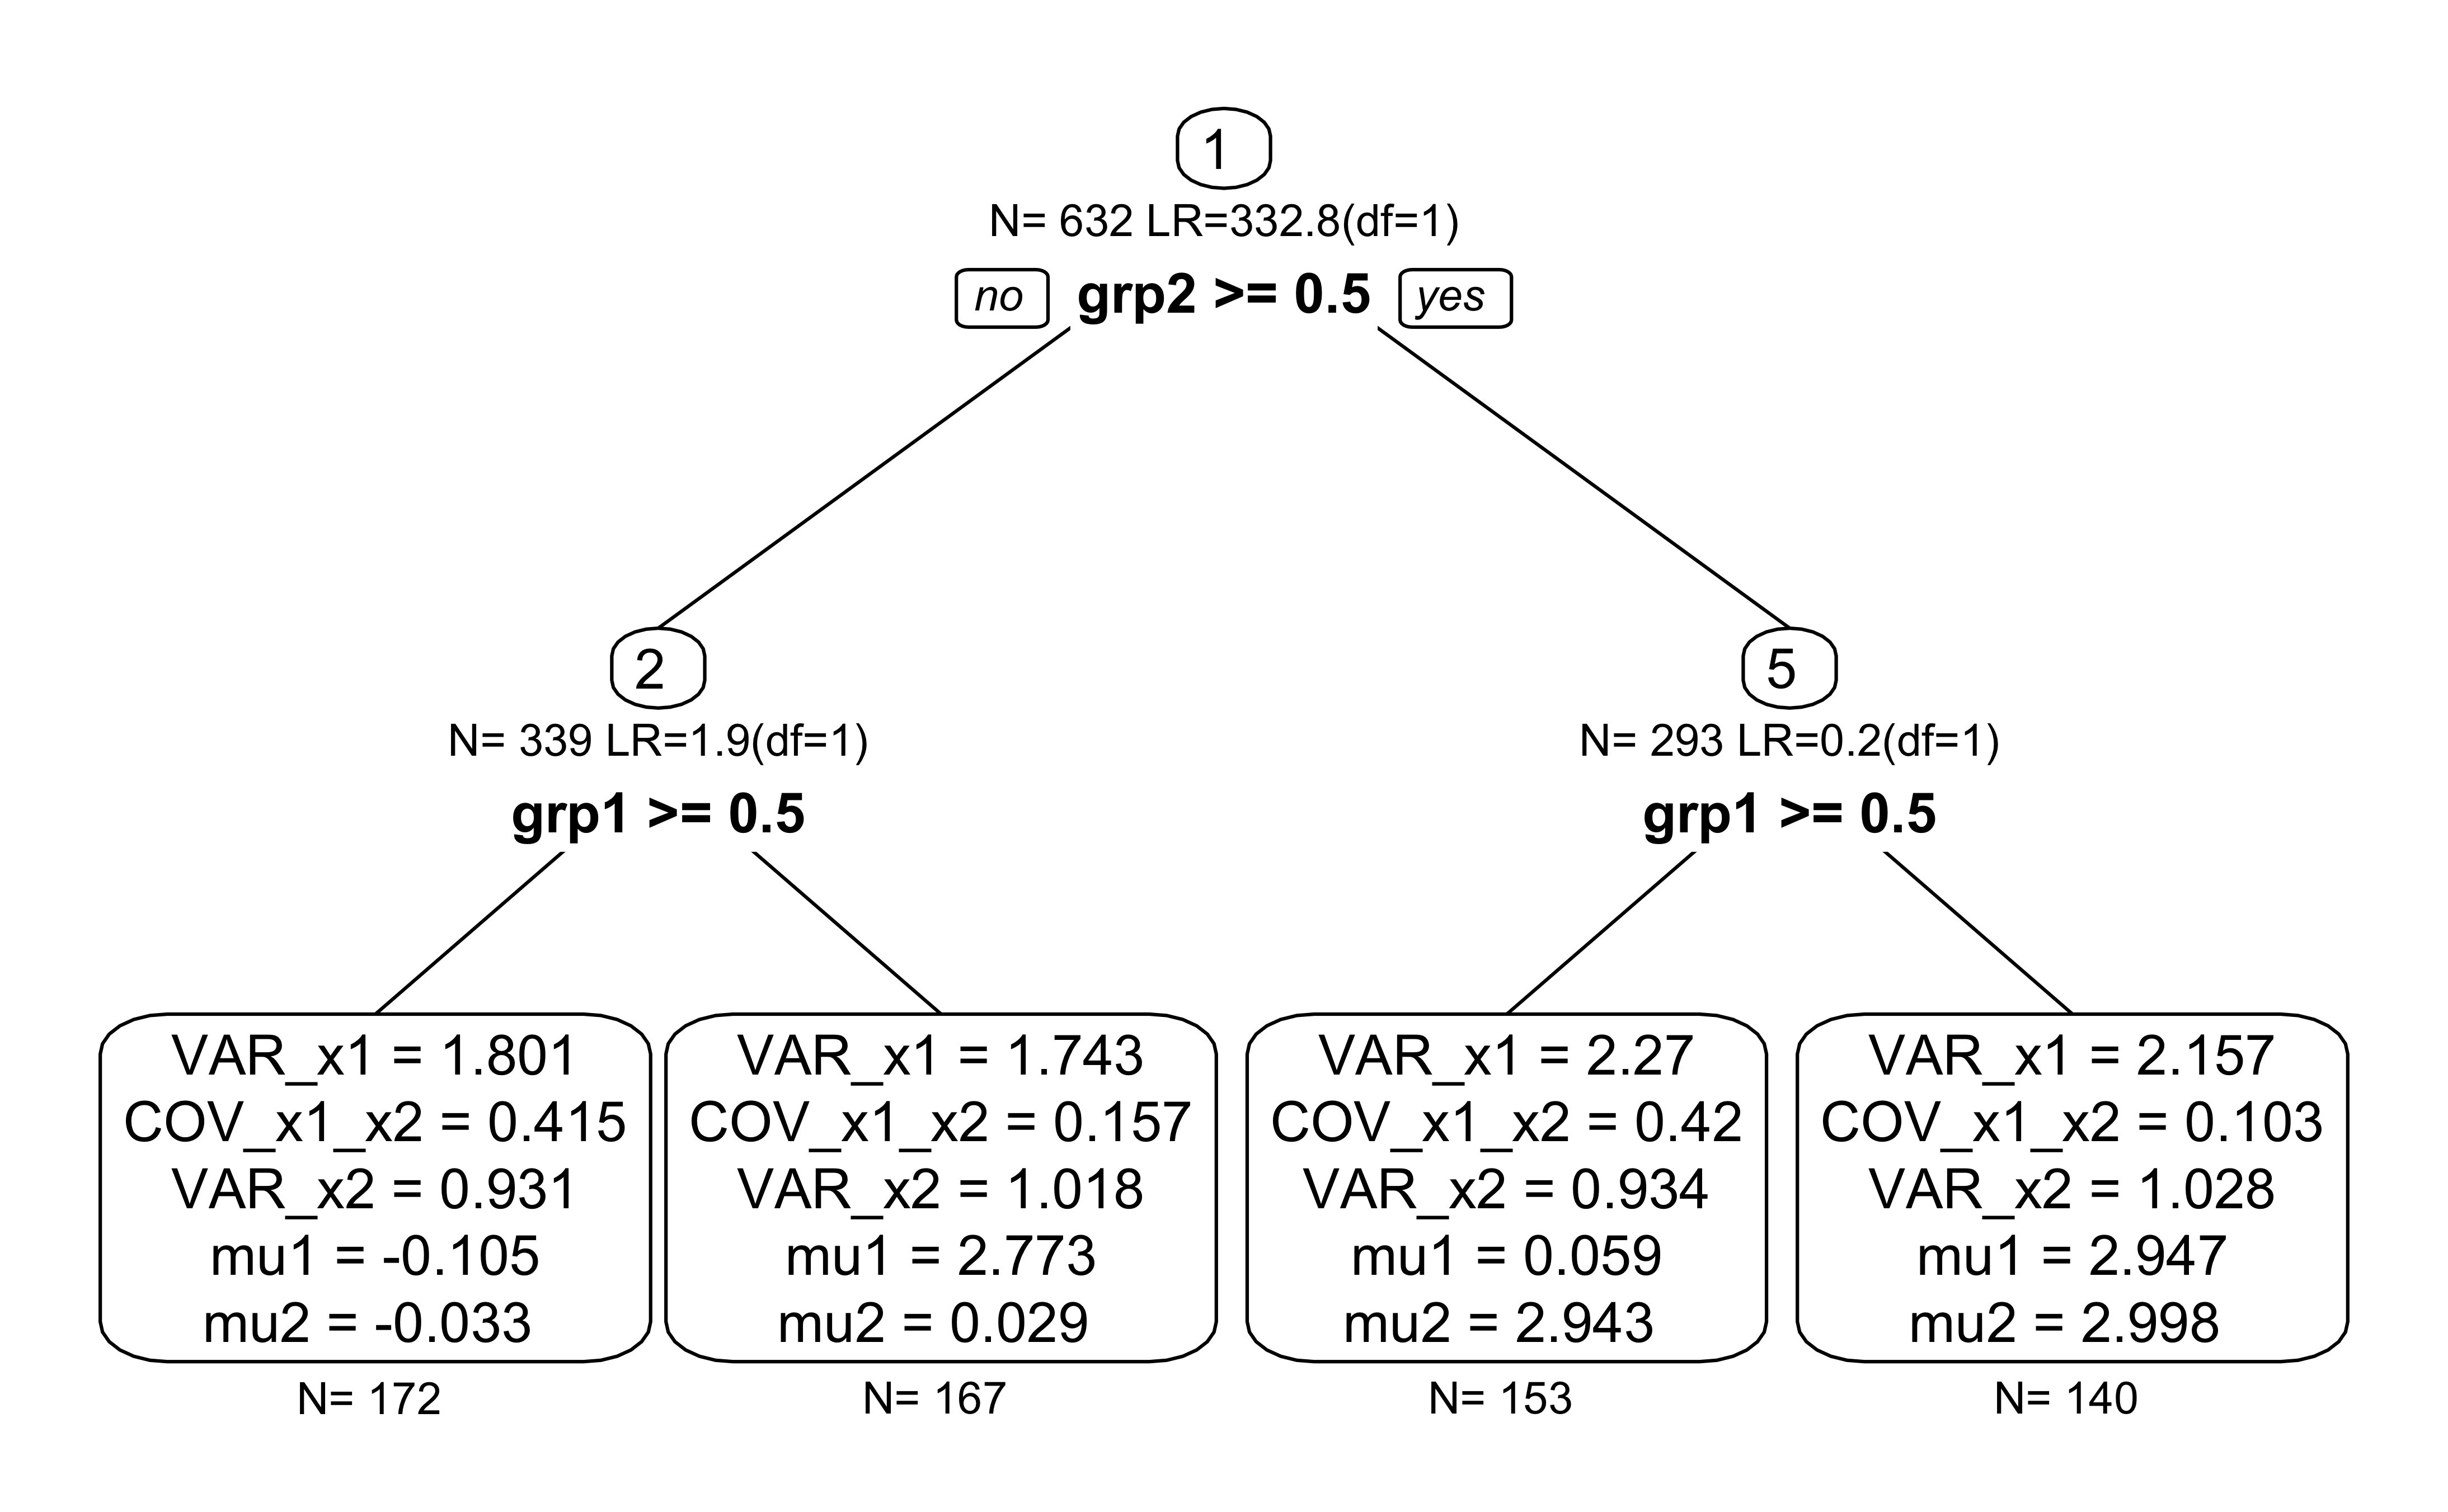 1
N= 632 LR=332.8(df=1)
no grp2 >= 0.5 yes
2
N= 339 LR=1.9(df=1)
grp1 >= 0.5
5
N= 293 LR=0.2(df=1)
grp1 >= 0.5
VAR_x1 = 1.801
COV_x1_x2 = 0.415
VAR_x2 = 0.931
mu1 = -0.105
mu2 = -0.033
N= 172
VAR_x1 = 1.743
COV_x1_x2 = 0.157
VAR_x2 = 1.018
mu1 = 2.773
mu2 = 0.029
N= 167
VAR_x1 = 2.27
COV_x1_x2 = 0.42
VAR_x2 = 0.934
mu1 = 0.059
mu2 = 2.943
N= 153
VAR_x1 = 2.157
COV_x1_x2 = 0.103
VAR_x2 = 1.028
mu1 = 2.947
mu2 = 2.998
N= 140